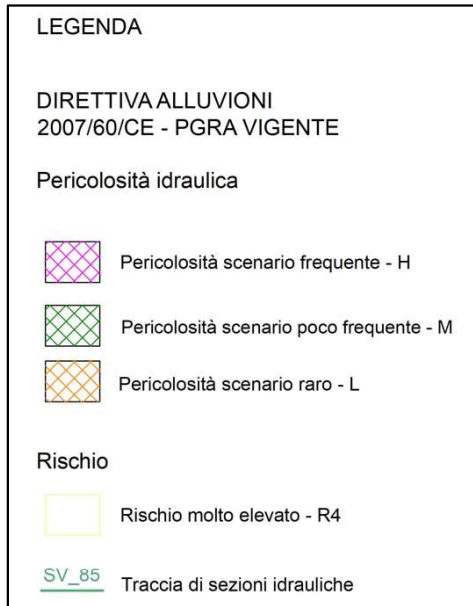 LEGENDA
DIRETTIVA ALLUVIONI
2007/60/CE - PGRA VIGENTE
Pericolosità idraulica
Pericolosità scenario frequente - H
Pericolosità scenario poco frequente - M
Pericolosità scenario raro - L
Rischio
Rischio molto elevato - R4
SV_85 Traccia di sezioni idrauliche